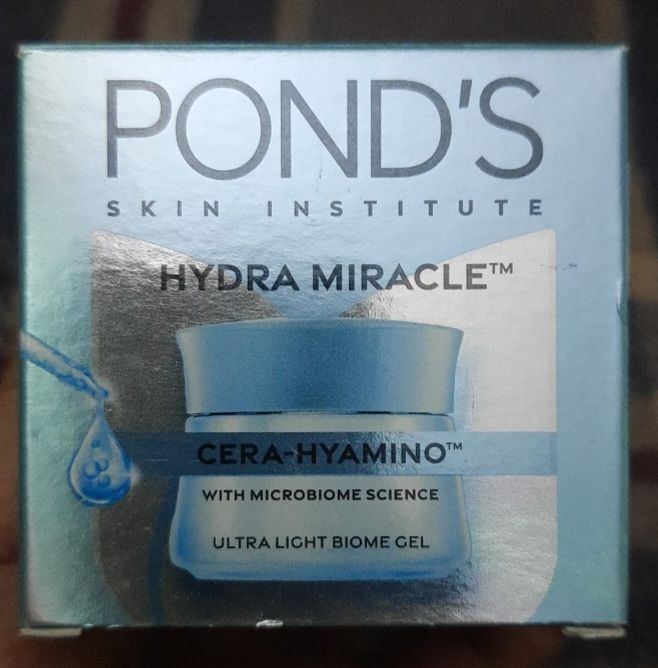 POND'S
SKIN INSTITUTE
HYDRA MIRACLE™
CERA-HYAMINO™
WITH MICROBIOME SCIENCE
ULTRA LIGHT BIOME GEL